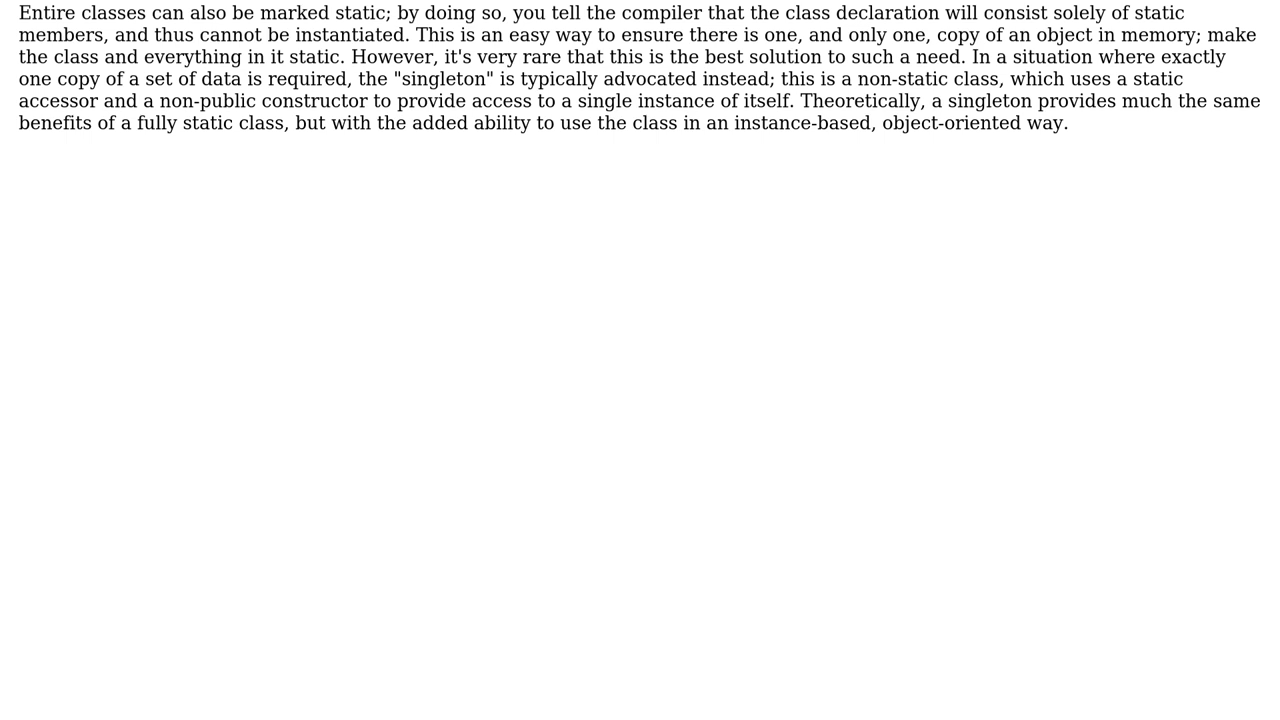 Entire classes can also be marked static; by doing so, you tell the compiler that the class declaration will consist solely of static
members, and thus cannot be instantiated. This is an easy way to ensure there is one, and only one, copy of an object in memory; make
the class and everything in it static. However, it's very rare that this is the best solution to such a need. In a situation where exactly
one copy of a set of data is required, the "singleton" is typically advocated instead; this is a non-static class, which uses a static
accessor and a non-public constructor to provide access to a single instance of itself. Theoretically, a singleton provides much the same
benefits of a fully static class, but with the added ability to use the class in an instance-based, object-oriented way.